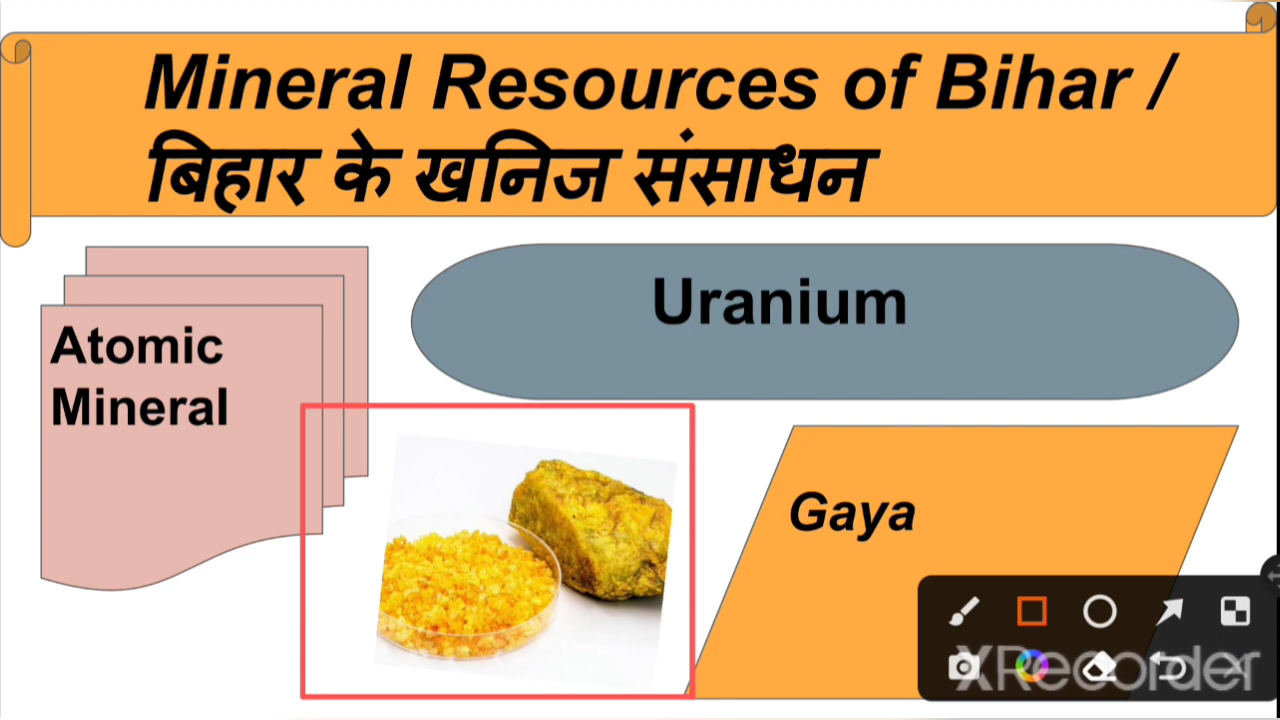 Mineral Resources of Bihar /
बिहार के खनिज संसाधन
Uranium
Atomic
Mineral
Gaya
XRecorder